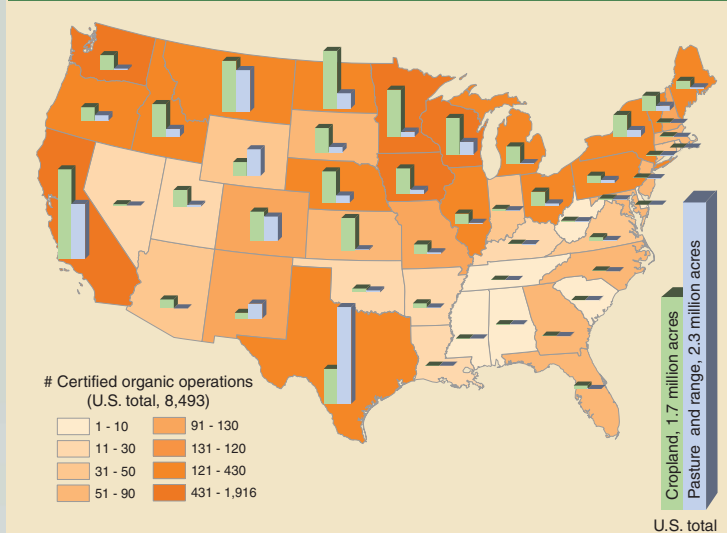 # Certified organic operations
(U.S. total, 8,493)
1 - 10
11 - 30
31 - 50
51 - 90
91 - 130
131 - 120
121 - 430
431 - 1,916
Cropland, 1.7 million acres
Pasture and range, 2.3 million acres
U.S. total